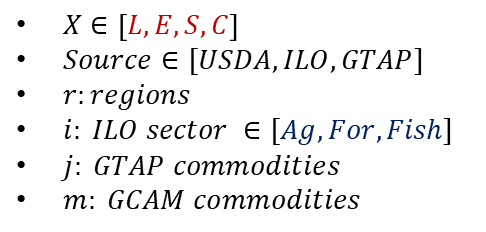 • X ∈ [L, E, S, C]
• Source ∈ [USDA, ILO, GTAP]
• r: regions
• i: ILO sector ∈ [Ag, For, Fish]
• j: GTAP commodities
• m: GCAM commodities